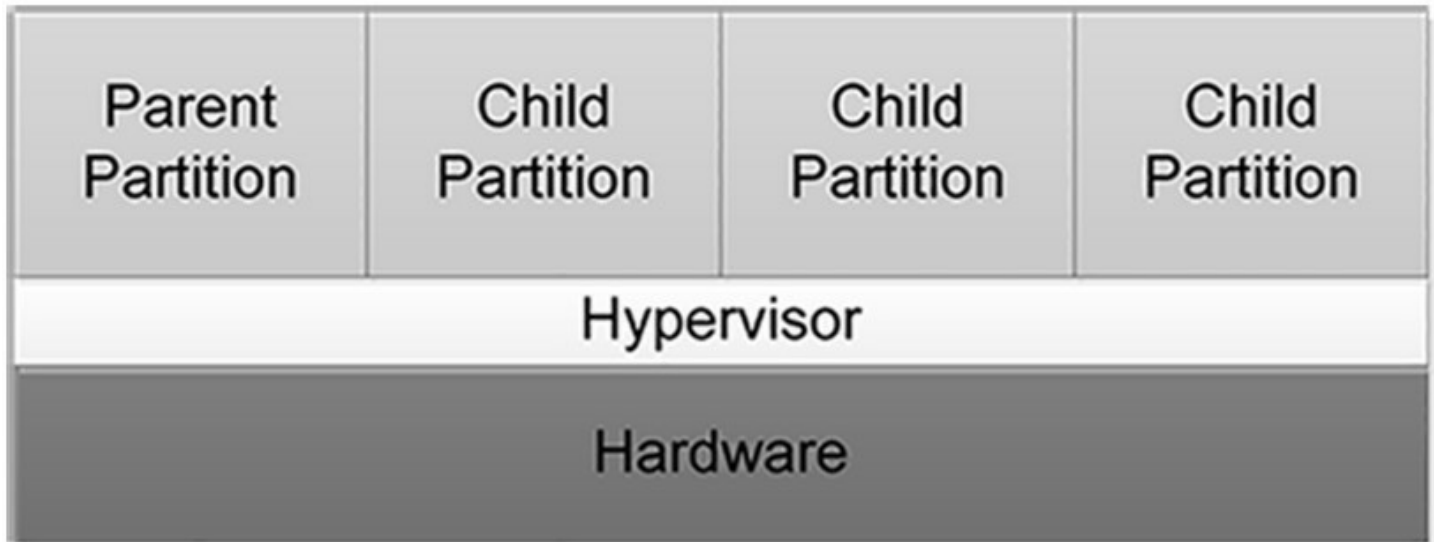 Parent
Partition
Child
Partition
Child
Partition
Child
Partition
Hypervisor
Hardware